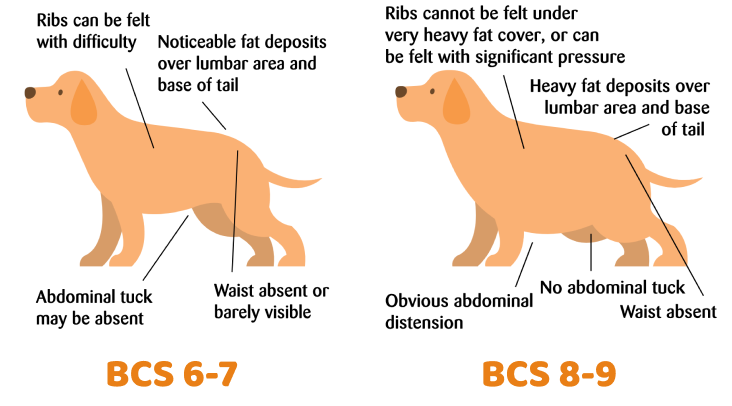 Ribs can be felt
with difficulty
Noticeable fat deposits
over lumbar area and
base of tail
Abdominal tuck
may be absent
Waist absent or
barely visible
BCS 6-7
Ribs cannot be felt under
very heavy fat cover, or can
be felt with significant pressure
Heavy fat deposits over
lumbar area and base
of tail
Obvious abdominal
distension
No abdominal tuck
Waist absent
BCS 8-9